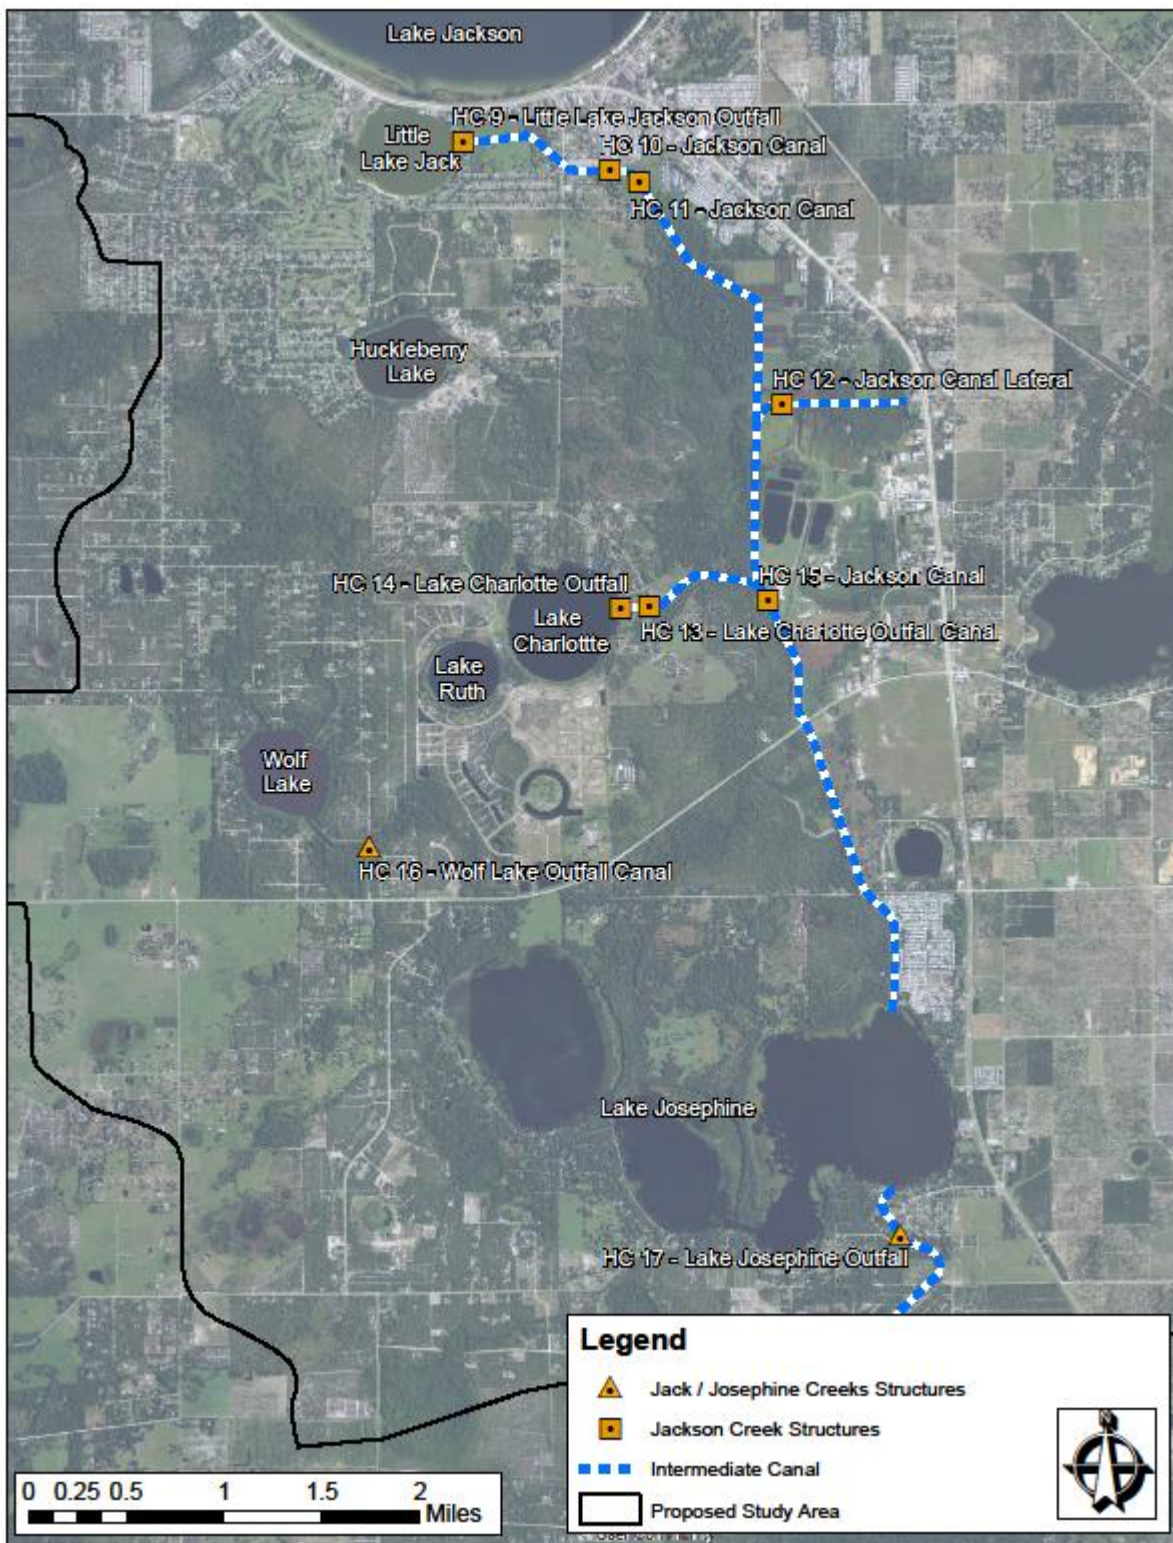 Lake Jackson
HC 9 - Little Lake Jackson Outfall
Little
Lake Jack
HC 10 - Jackson Canal
HC 11 - Jackson Canal
Huckleberry
Lake
HC 12 - Jackson Canal Lateral
HC 14 - Lake Charlotte Outfall
HC 15 - Jackson Canal
Lake
Charlottte
HC 13 - Lake Charlotte Outfall Canal
Lake
Ruth
Wolf
Lake
HC 16 - Wolf Lake Outfall Canal
Lake Josephine
HC 17 - Lake Josephine Outfall
Legend
Jack / Josephine Creeks Structures
Jackson Creek Structures
Intermediate Canal
Proposed Study Area
N
0 0.25 0.5 1 1.5 2
Miles